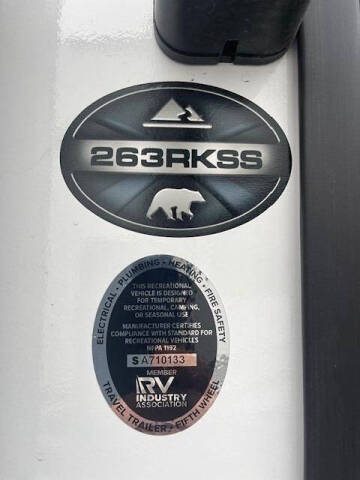 263RKSS
ELECTRICAL • PLUMBING • HEATING • FIRE SAFETY
THIS RECREATIONAL
VEHICLE IS DESIGNED
FOR TEMPORARY
RECREATIONAL, CAMPING,
OR SEASONAL USE
MANUFACTURER CERTIFIES
COMPLIANCE WITH STANDARD FOR
RECREATIONAL VEHICLES
NFPA 1192
S A710133
MEMBER
RV
INDUSTRY
ASSOCIATION
TRAVEL TRAILER • FIFTH WHEEL